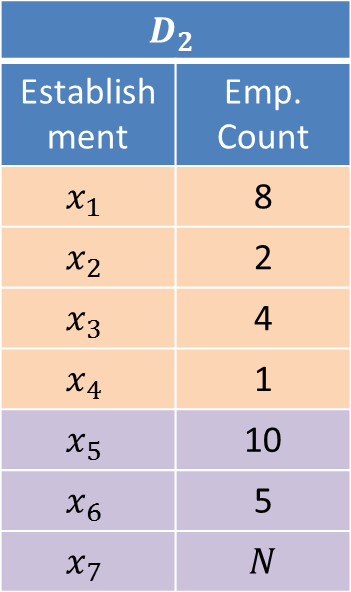 D₂
Establish Emp.
ment Count
x₁ 8
x₂ 2
x₃ 4
x₄ 1
x₅ 10
x₆ 5
x₇ N